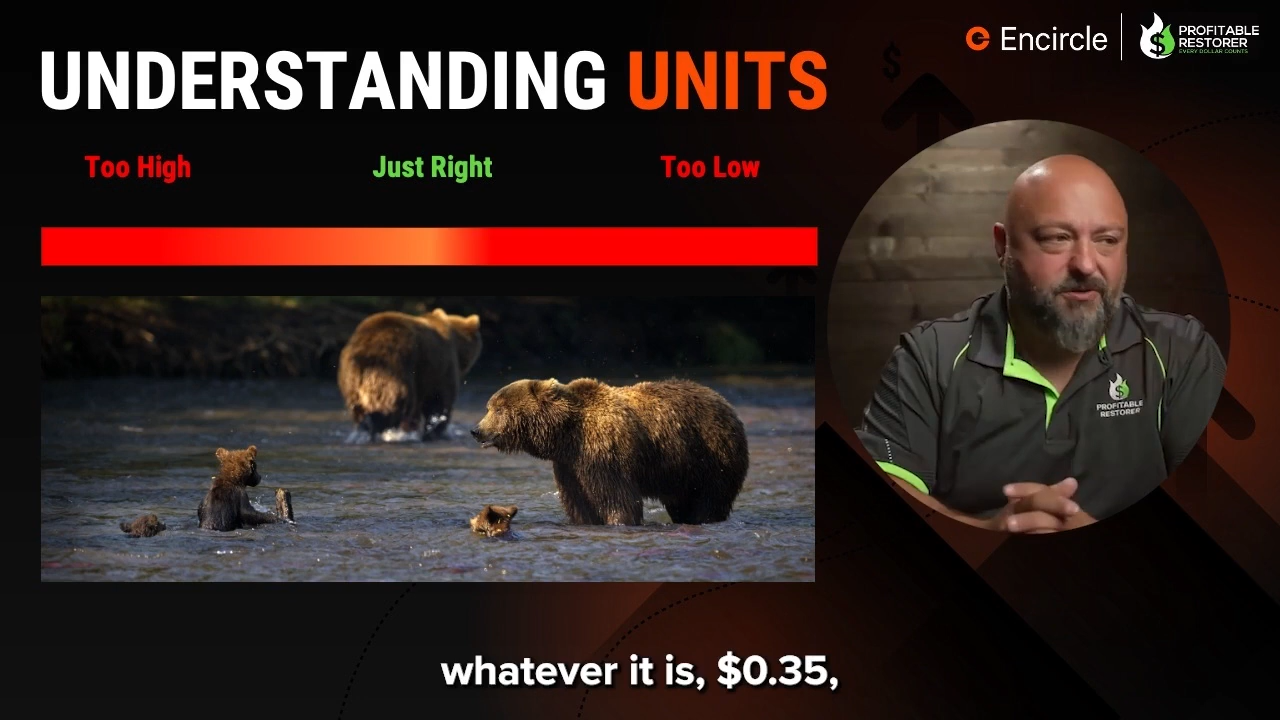 Encircle
PROFITABLE
RESTORER
EVERY DOLLAR COUNTS
UNDERSTANDING UNITS
Too High
Just Right
Too Low
PROFITABLE
RESTORER
whatever it is, $0.35,